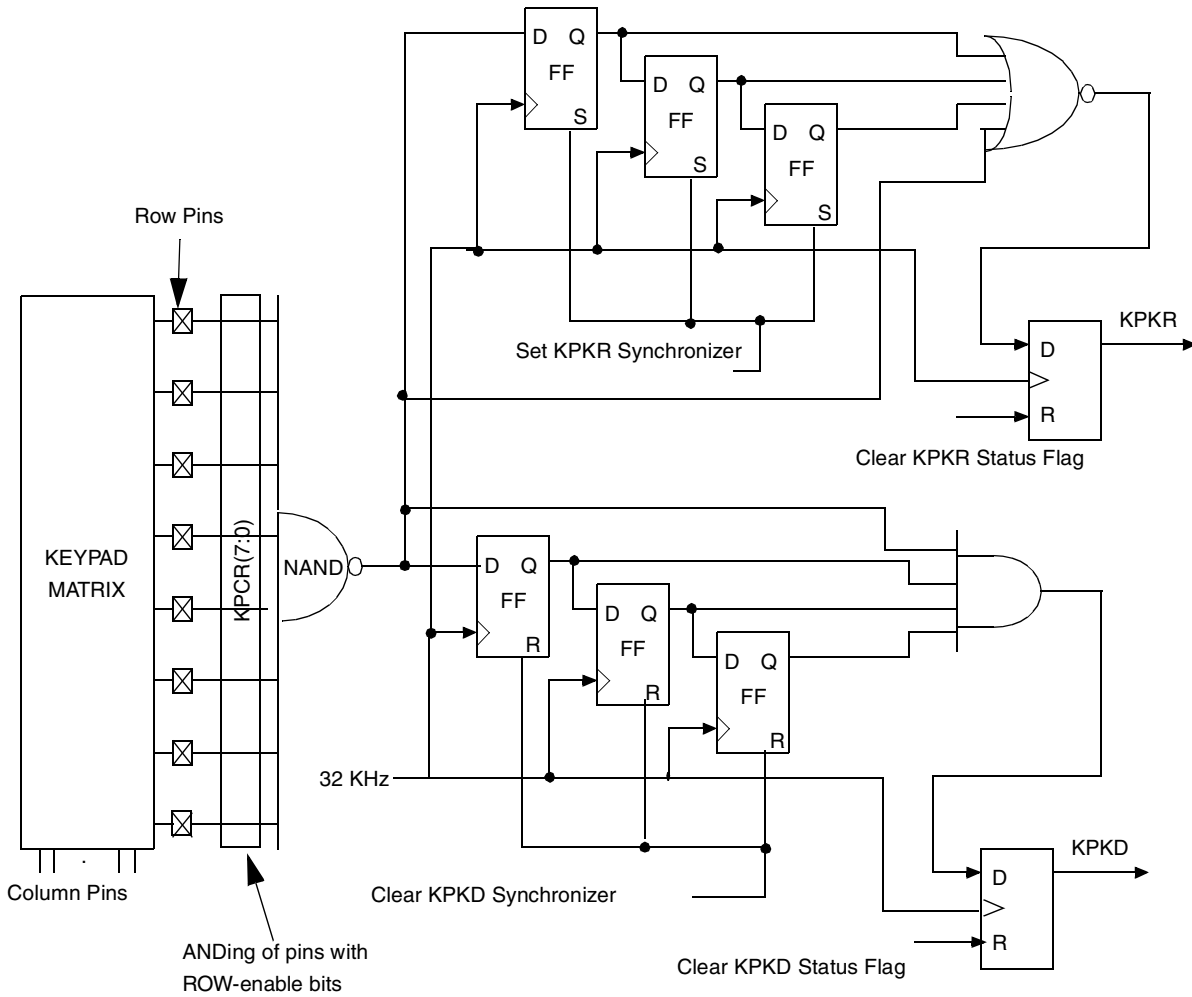 D Q
FF
S
D Q
FF
S
D Q
FF
S
Row Pins
Set KPKR Synchronizer
KPKR
D
R
Clear KPKR Status Flag
KEYPAD
MATRIX
KPCR(7:0)
NAND
D Q
FF
R
D Q
FF
R
D Q
FF
R
32 KHz
Column Pins
Clear KPKD Synchronizer
KPKD
D
R
Clear KPKD Status Flag
ANDing of pins with
ROW-enable bits